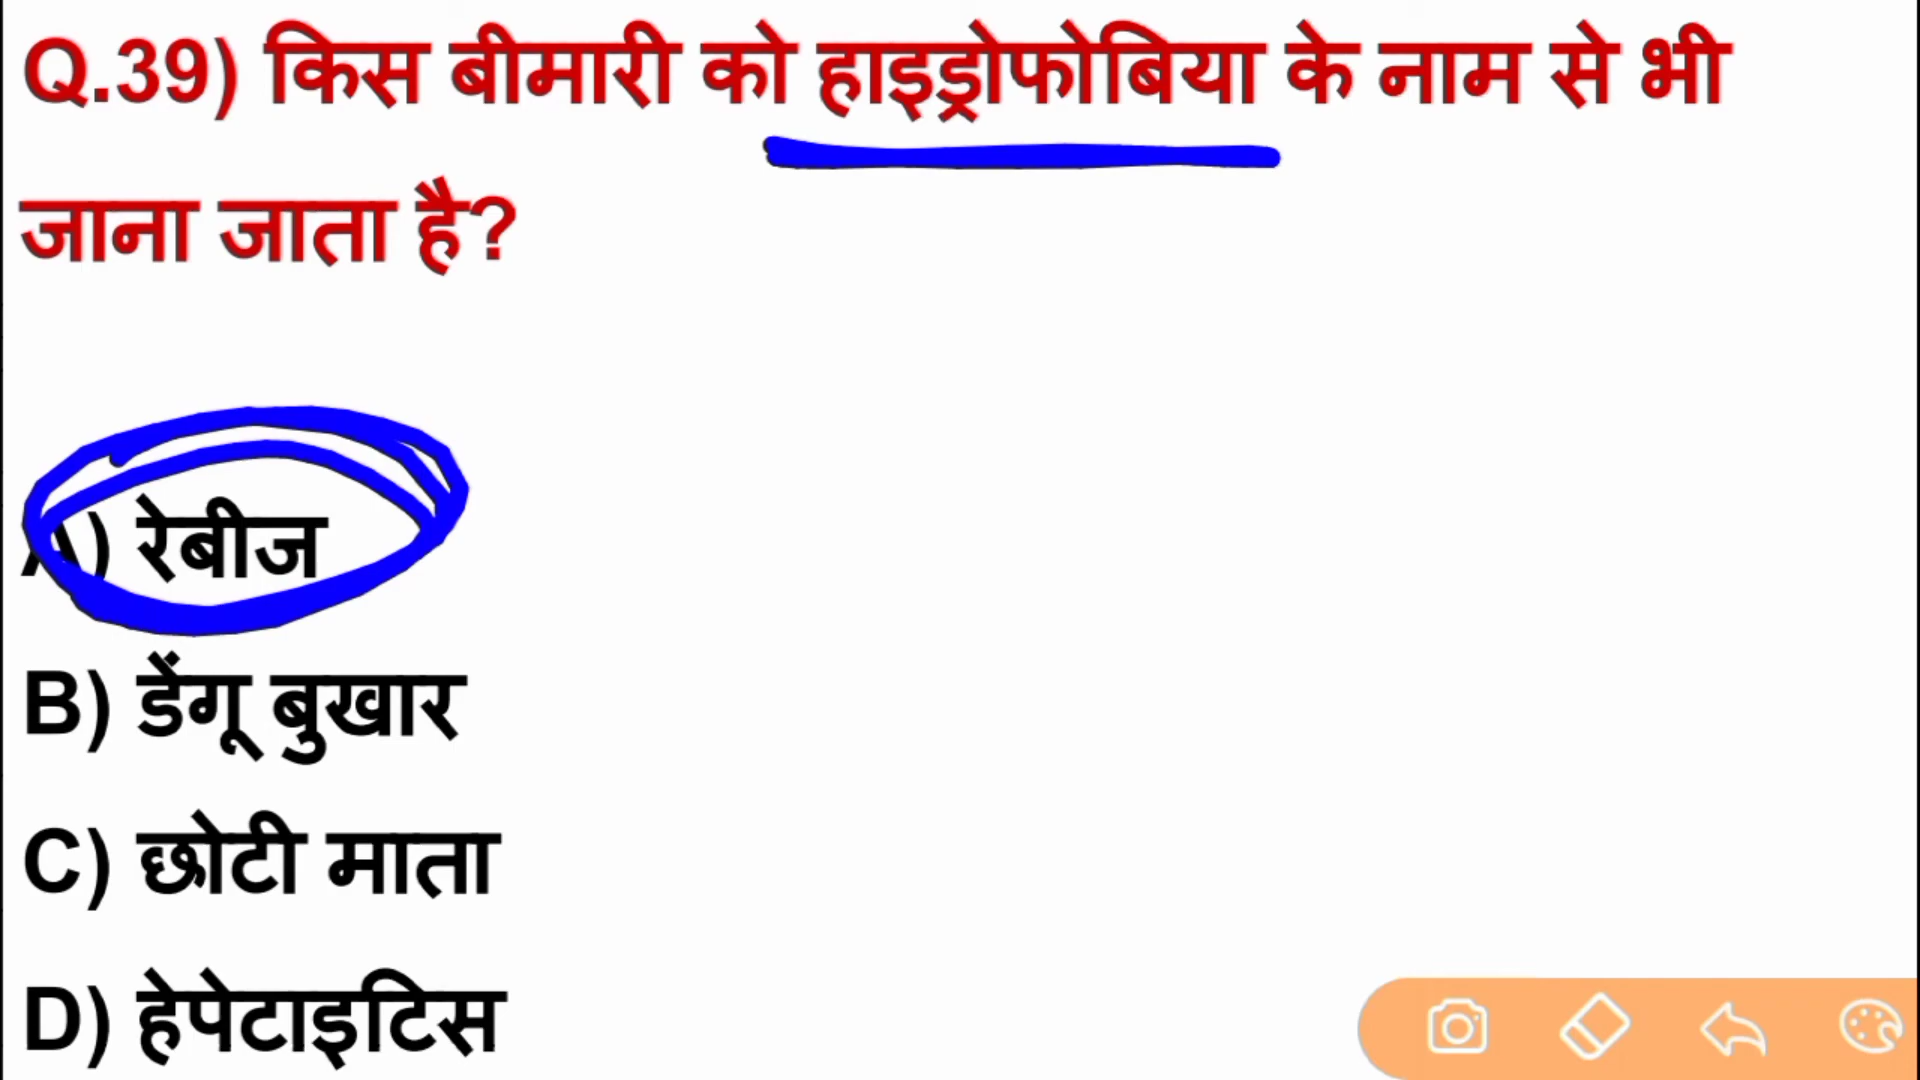 Q.39) किस बीमारी को हाइड्रोफोबिया के नाम से भी
जाना जाता है?
A) रेबीज
B) डेंगू बुखार
C) छोटी माता
D) हेपेटाइटिस